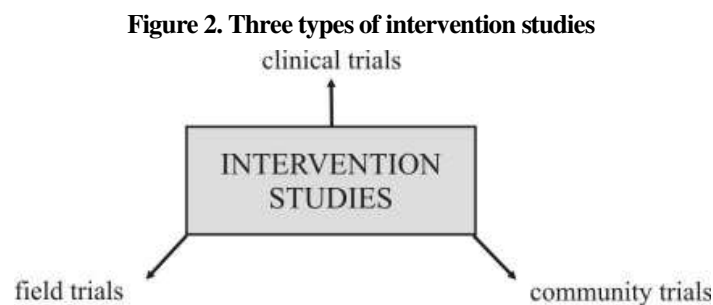 Figure 2. Three types of intervention studies
clinical trials
INTERVENTION
STUDIES
field trials
community trials